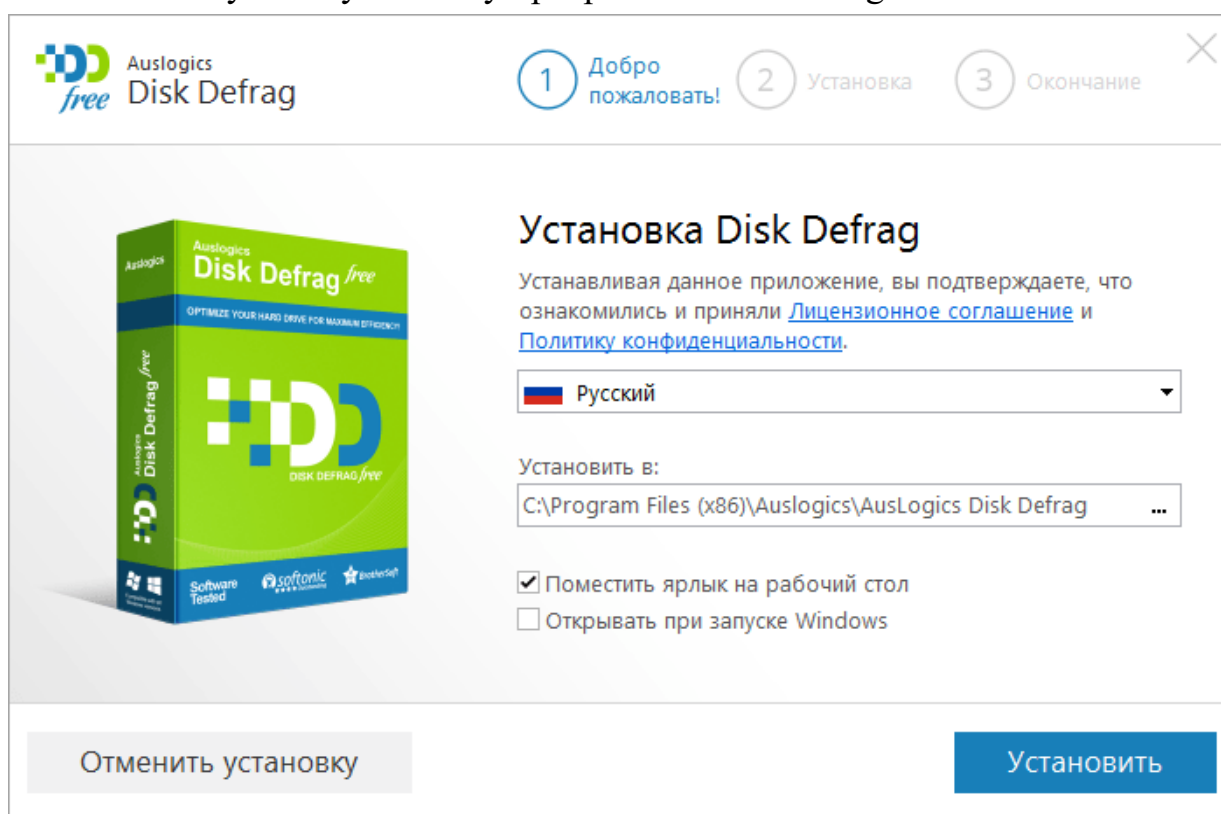 Auslogics
Disk Defrag
free
1
Добро
пожаловать!
2
Установка
3
Окончание
Auslogics
Disk Defrag free
OPTIMIZE YOUR HARD DRIVE FOR MAXIMUM EFFICIENCY
Auslogics
Auslogics
Disk Defrag free
DISK DEFRAG free
Software
Tested
softonic
BrotherSoft
Установка Disk Defrag
Устанавливая данное приложение, вы подтверждаете, что
ознакомились и приняли Лицензионное соглашение и
Политику конфиденциальности.
Русский
Установить в:
C:\Program Files (x86)\Auslogics\AusLogics Disk Defrag
...
Поместить ярлык на рабочий стол
Открывать при запуске Windows
Отменить установку
Установить